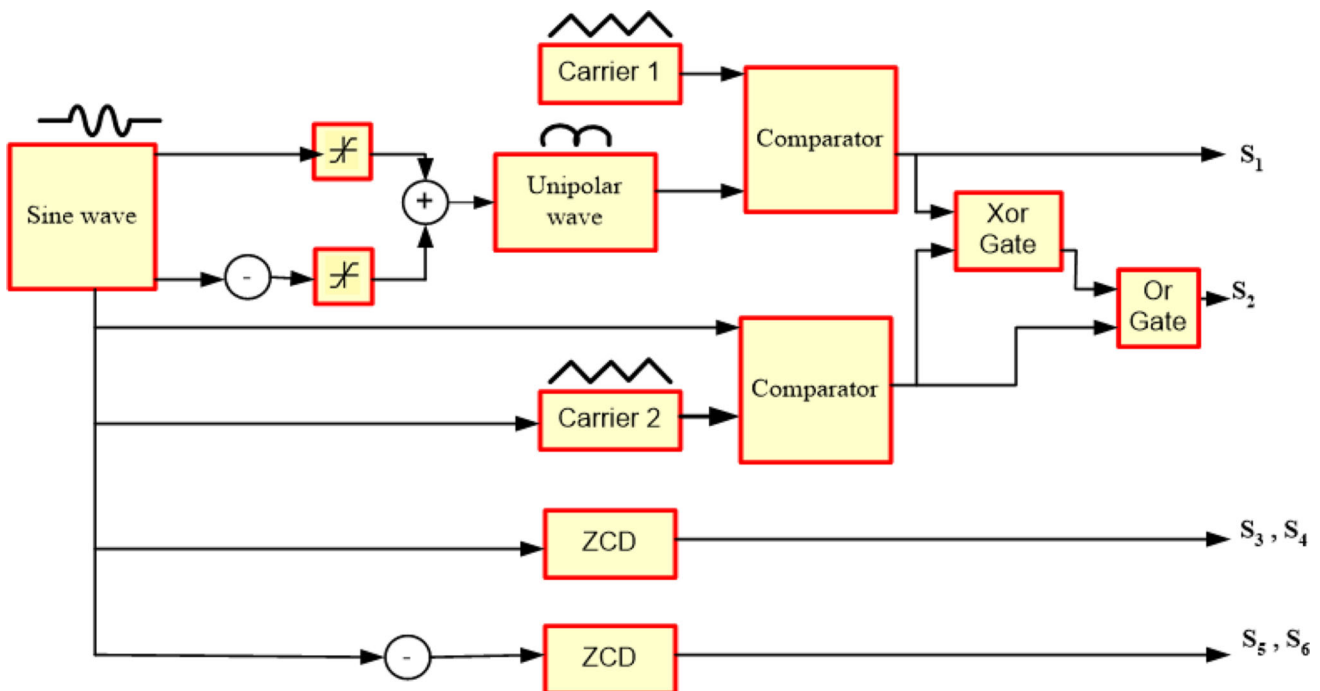 Carrier 1
Sine wave
+
Unipolar
wave
Comparator
S₁
Xor
Gate
-
Or
Gate
S₂
Carrier 2
Comparator
ZCD
S₃ , S₄
-
ZCD
S₅ , S₆